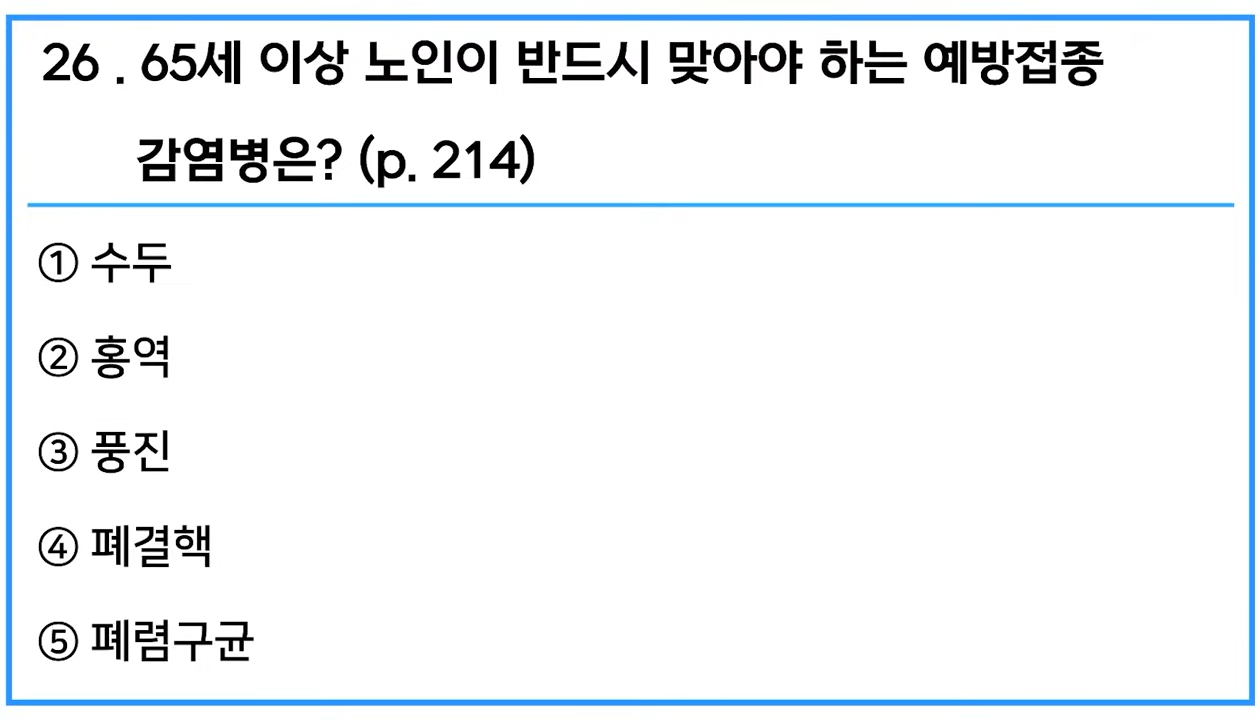 26 . 65세 이상 노인이 반드시 맞아야 하는 예방접종
감염병은? (p. 214)
① 수두
② 홍역
③ 풍진
④ 폐결핵
⑤ 폐렴구균